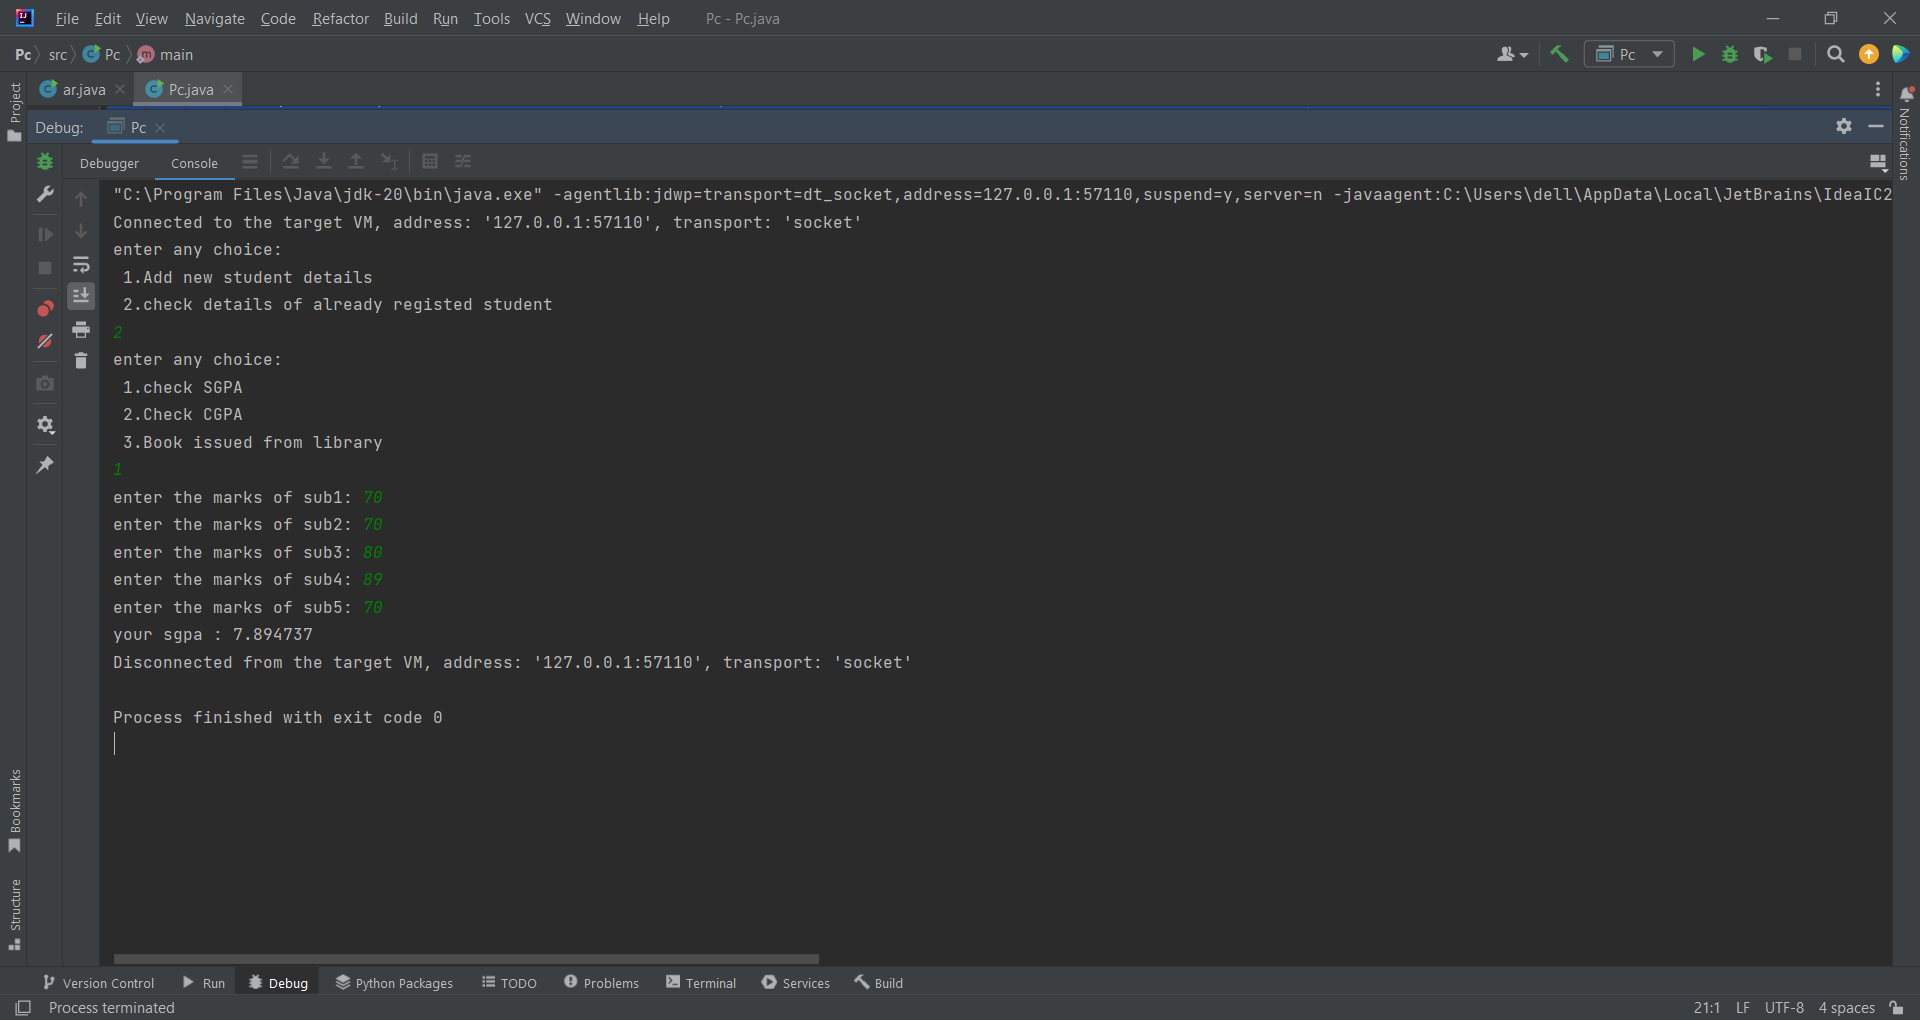 File Edit View Navigate Code Refactor Build Run Tools VCS Window Help Pc - Pc.java
Pc src Pc main Pc
ar.java Pc.java
Project
Notifications
Debug: Pc
Debugger Console
"C:\Program Files\Java\jdk-20\bin\java.exe" -agentlib:jdwp=transport=dt_socket,address=127.0.0.1:57110,suspend=y,server=n -javaagent:C:\Users\dell\AppData\Local\JetBrains\IdeaIC2
Connected to the target VM, address: '127.0.0.1:57110', transport: 'socket'
enter any choice:
1.Add new student details
2.check details of already registed student
2
enter any choice:
1.check SGPA
2.Check CGPA
3.Book issued from library
1
enter the marks of sub1: 70
enter the marks of sub2: 70
enter the marks of sub3: 80
enter the marks of sub4: 89
enter the marks of sub5: 70
your sgpa : 7.894737
Disconnected from the target VM, address: '127.0.0.1:57110', transport: 'socket'
Process finished with exit code 0
Bookmarks
Structure
Version Control Run Debug Python Packages TODO Problems Terminal Services Build
Process terminated 21:1 LF UTF-8 4 spaces